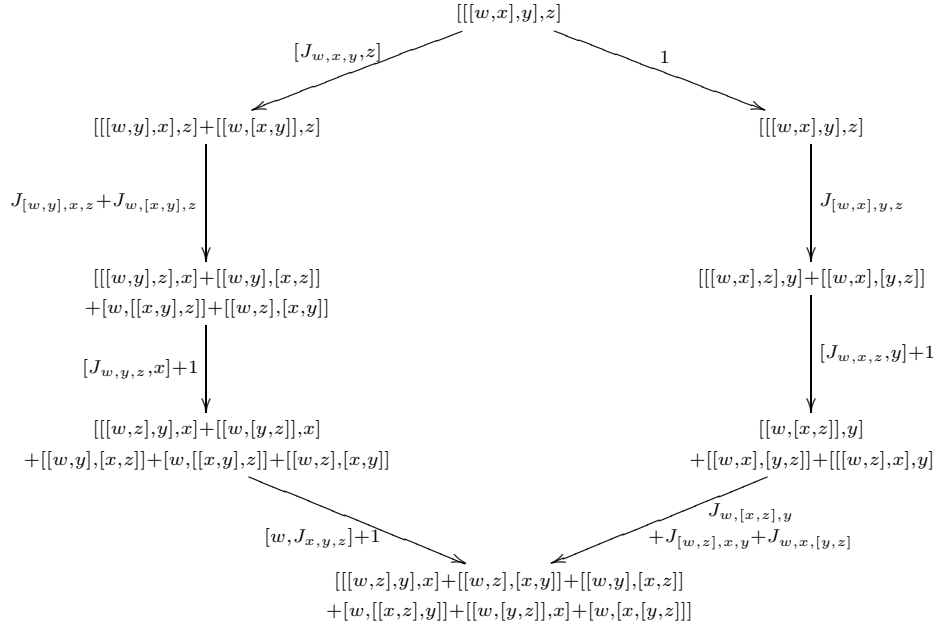 [[[w,x],y],z]
[J_{w,x,y},z]
1
[[[w,y],x],z]+[[w,[x,y]],z]
[[[w,x],y],z]
J_{[w,y],x,z}+J_{w,[x,y],z}
J_{[w,x],y,z}
[[[w,y],z],x]+[[w,y],[x,z]]
+[w,[[x,y],z]]+[[w,z],[x,y]]
[[[w,x],z],y]+[[w,x],[y,z]]
[J_{w,y,z},x]+1
[J_{w,x,z},y]+1
[[[w,z],y],x]+[[w,[y,z]],x]
+[[w,y],[x,z]]+[w,[[x,y],z]]+[[w,z],[x,y]]
[[w,[x,z]],y]
+[[w,x],[y,z]]+[[[w,z],x],y]
[w,J_{x,y,z}]+1
J_{w,[x,z],y}
+J_{[w,z],x,y}+J_{w,x,[y,z]}
[[[w,z],y],x]+[[w,z],[x,y]]+[[w,y],[x,z]]
+[w,[[x,z],y]]+[[w,[y,z]],x]+[w,[x,[y,z]]]